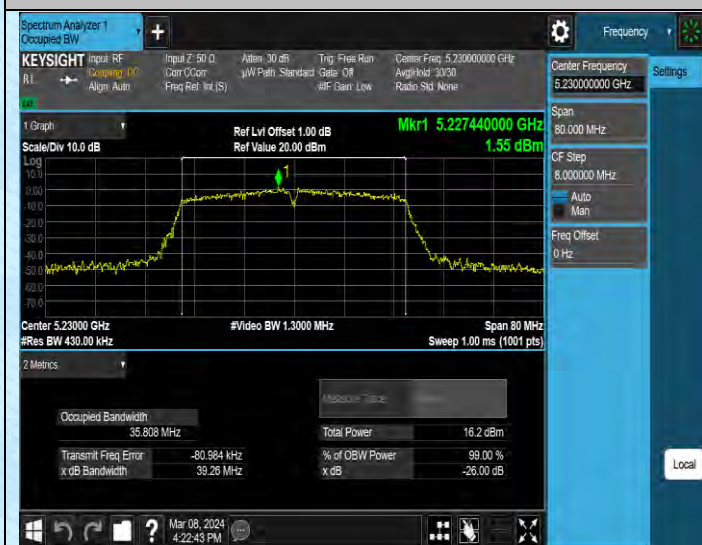 Spectrum Analyzer 1
Occupied BW
+
Frequency
KEYSIGHT
RL
Input: RF
Coupling: DC
Align: Auto
Input Z: 50 Ω
Corr CCorr
Freq Ref: Int (S)
Atten: 30 dB
µW Path: Standard
Trig: Free Run
Gate: Off
#IF Gain: Low
Center Freq: 5.230000000 GHz
Avg|Hold: 30/30
Radio Std: None
Center Frequency
5.230000000 GHz
Settings
Span
80.000 MHz
CF Step
8.000000 MHz
Auto
Man
Freq Offset
0 Hz
1 Graph
Scale/Div 10.0 dB
Ref Lvl Offset 1.00 dB
Ref Value 20.00 dBm
Mkr1 5.227440000 GHz
1.55 dBm
Log
10.0
0.00
-10.0
-20.0
-30.0
-40.0
-50.0
-60.0
-70.0
1
Center 5.23000 GHz
#Res BW 430.00 kHz
#Video BW 1.3000 MHz
Span 80 MHz
Sweep 1.00 ms (1001 pts)
2 Metrics
Measure Trace
Occupied Bandwidth
35.808 MHz
Total Power 16.2 dBm
Transmit Freq Error -80.984 kHz
% of OBW Power 99.00 %
x dB Bandwidth 39.26 MHz
x dB -26.00 dB
Local
?
Mar 08, 2024
4:22:43 PM